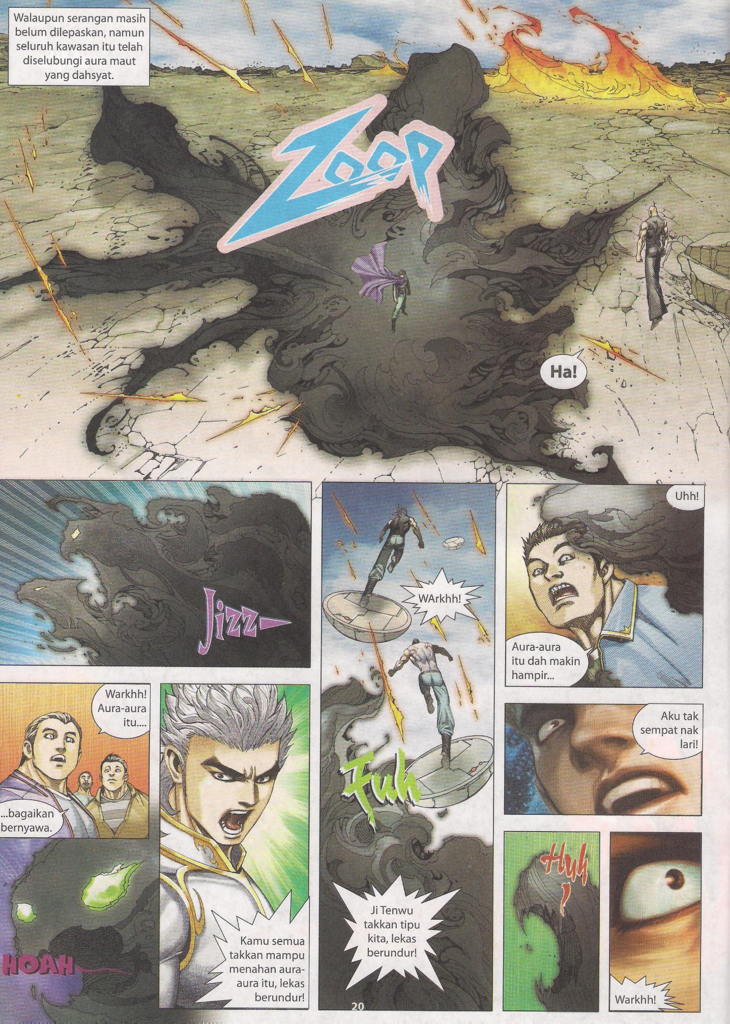 Walaupun serangan masih
belum dilepaskan, namun
seluruh kawasan itu telah
diselubungi aura maut
yang dahsyat.
Zoop
Ha!
Jizz
WArkhh!
Uhh!
Aura-aura
itu dah makin
hampir...
Warkhh!
Aura-aura
itu....
...bagaikan
bernyawa.
HOAH
Kamu semua
takkan mampu
menahan aura-
aura itu, lekas
berundur!
Fuh
Ji Tenwu
takkan tipu
kita, lekas
berundur!
Aku tak
sempat nak
lari!
Huh
Warkhh!
20